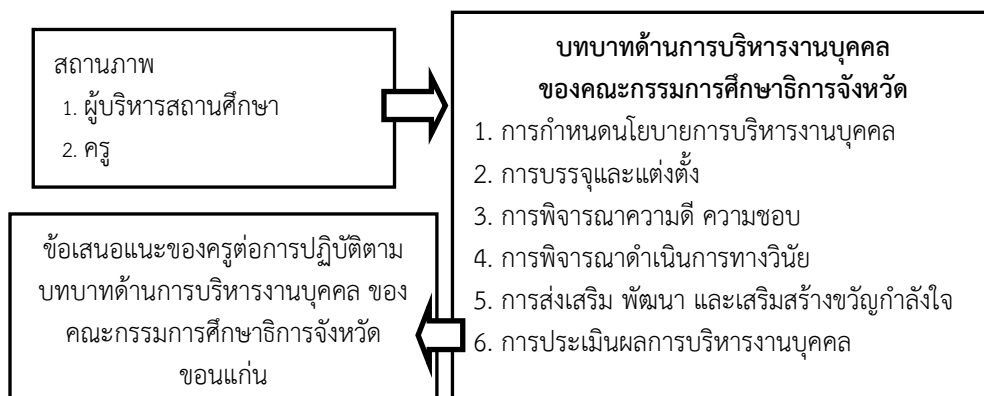 สถานภาพ
1. ผู้บริหารสถานศึกษา
2. ครู
บทบาทด้านการบริหารงานบุคคล
ของคณะกรรมการศึกษาธิการจังหวัด
1. การกำหนดนโยบายการบริหารงานบุคคล
2. การบรรจุและแต่งตั้ง
3. การพิจารณาความดี ความชอบ
4. การพิจารณาดำเนินการทางวินัย
5. การส่งเสริม พัฒนา และเสริมสร้างขวัญกำลังใจ
6. การประเมินผลการบริหารงานบุคคล
ข้อเสนอแนะของครูต่อการปฏิบัติตาม
บทบาทด้านการบริหารงานบุคคล ของ
คณะกรรมการศึกษาธิการจังหวัด
ขอนแก่น